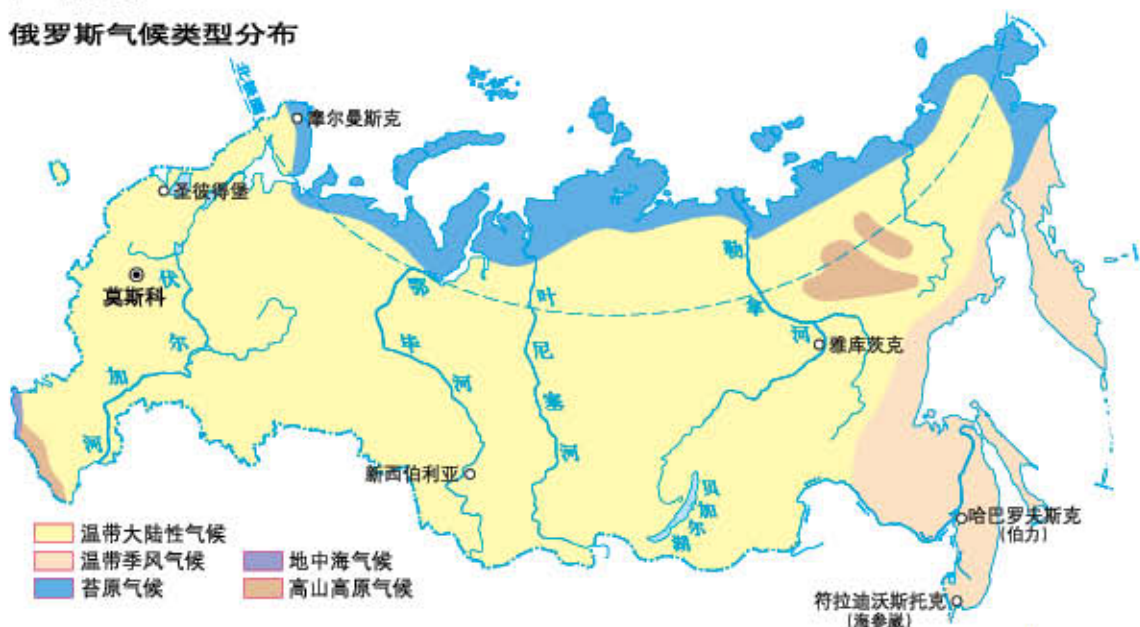 俄罗斯气候类型分布
北极圈
摩尔曼斯克
圣彼得堡
莫斯科
伏尔加河
鄂毕河
叶尼塞河
勒拿河
雅库茨克
新西伯利亚
贝加尔湖
哈巴罗夫斯克
(伯力)
符拉迪沃斯托克
(海参崴)
温带大陆性气候
温带季风气候
地中海气候
苔原气候
高山高原气候